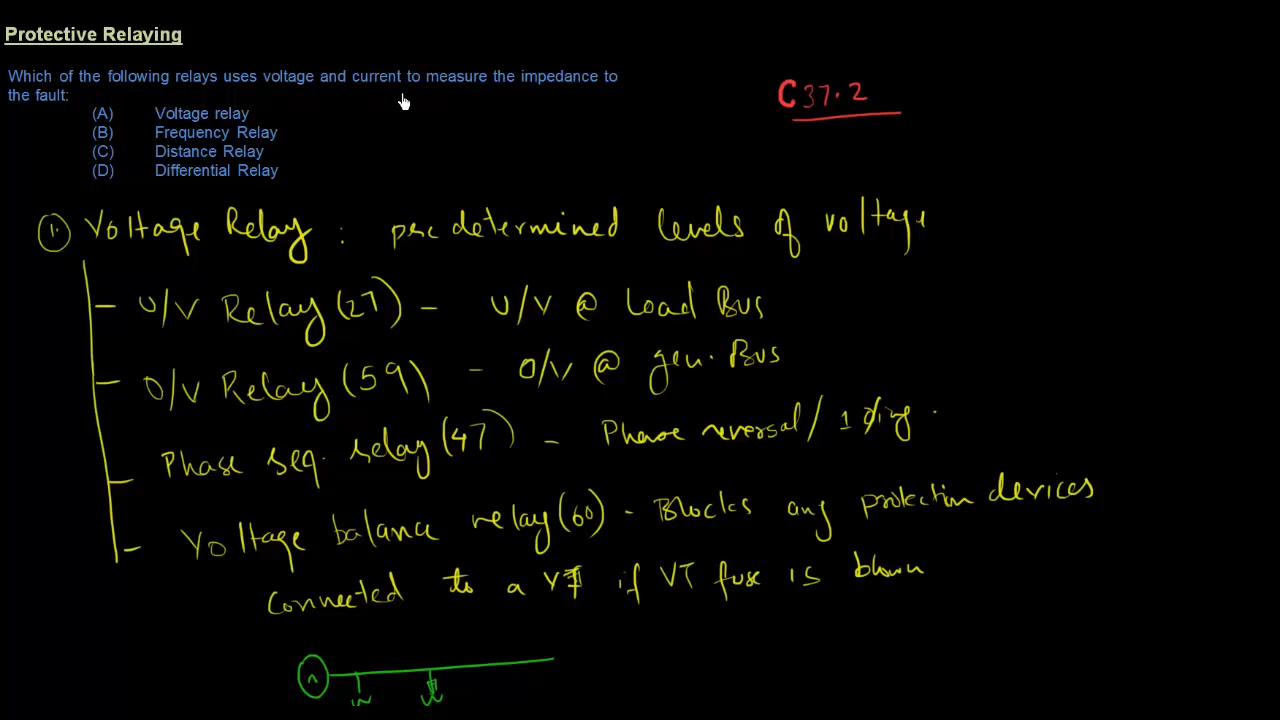 Protective Relaying
Which of the following relays uses voltage and current to measure the impedance to
the fault:
C37.2
(A) Voltage relay
(B) Frequency Relay
(C) Distance Relay
(D) Differential Relay
1. Voltage Relay : predetermined levels of voltage
U/V Relay (27) - U/V @ Load Bus
O/V Relay (59) - O/V @ gen. Bus
Phase seq. relay (47) - Phase reversal / 1
Voltage balance relay (60) - Blocks any protection devices
connected to a VT if VT fuse is blown